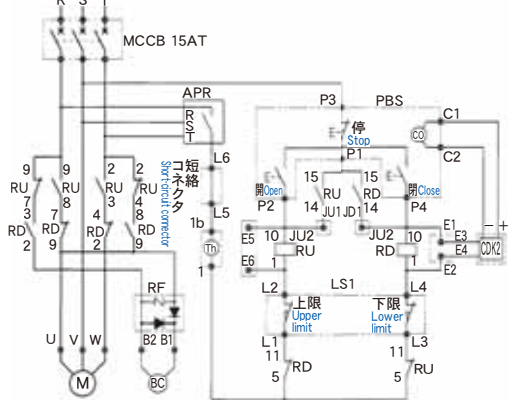 R S T
MCCB 15AT
APR
R
S
T
P3
PBS
C1
停
Stop
CO
P1
C2
L6
短絡
コネクタ
Short-circuit connector
9 9 2 2
RU RU RU RU
7 8 3 4
3 7 4 8
RD RD RD RD
2 9 2 9
開Open
15 15
RU RD
14 14
閉Close
P2
JU1 JD1
P4
L5
1b
Th
1
E5
JU2
10
RU
1
E6
JU2
10
RD
1
E1
E3
E4
E2
− +
CDK2
RF
L2
LS1
L4
上限
Upper
limit
下限
Lower
limit
B2 B1
U V W
L1
L3
11
RD
5
11
RU
5
M
BC